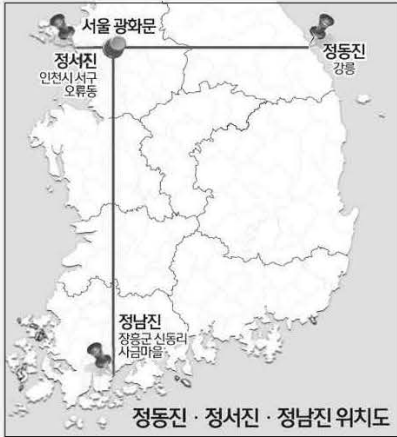 서울 광화문
정서진
인천시 서구
오류동
정동진
강릉
정남진
장흥군 신동리
사금마을
정동진 · 정서진 · 정남진 위치도